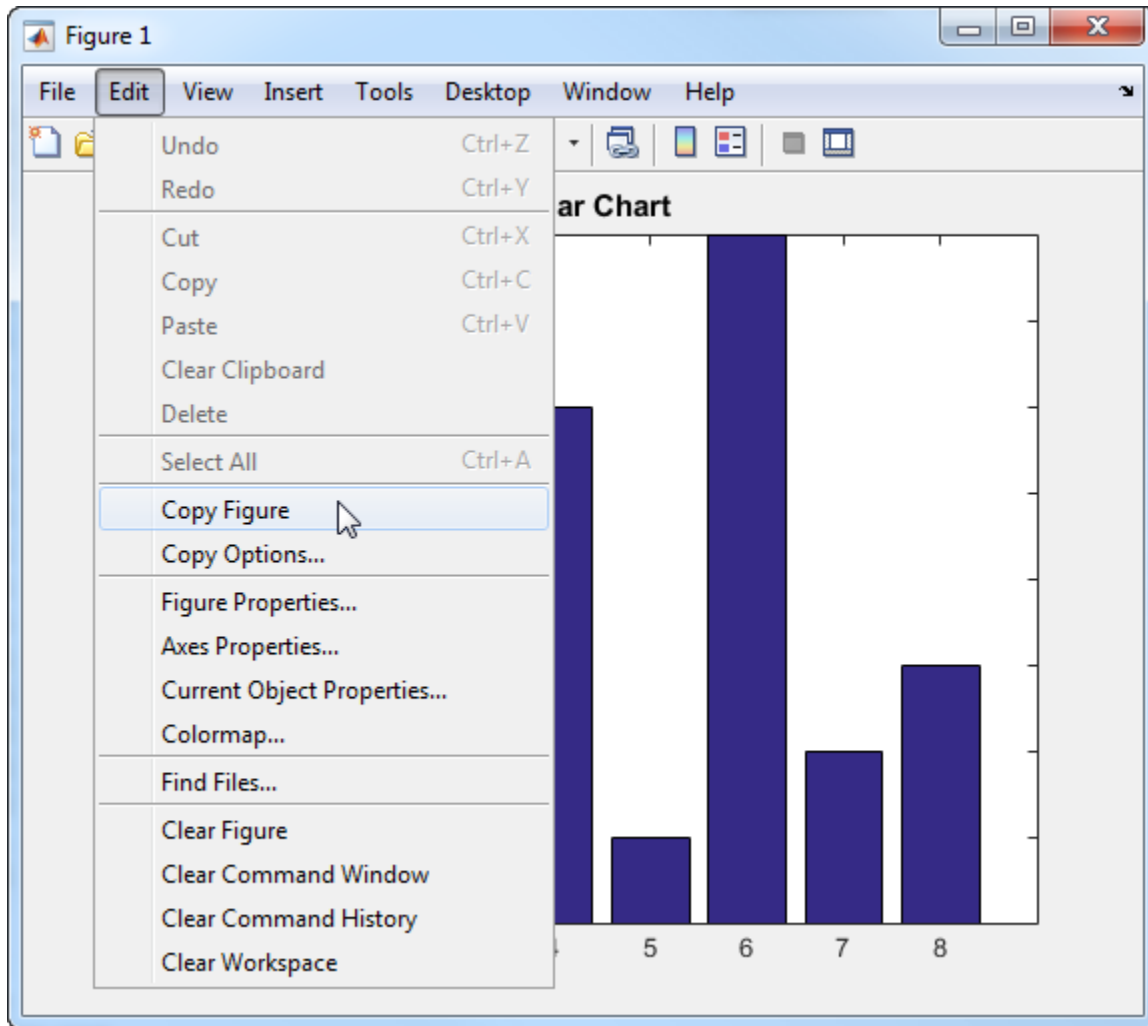 Figure 1
File Edit View Insert Tools Desktop Window Help
Undo Ctrl+Z
Redo Ctrl+Y
ar Chart
Cut Ctrl+X
Copy Ctrl+C
Paste Ctrl+V
Clear Clipboard
Delete
Select All Ctrl+A
Copy Figure
Copy Options...
Figure Properties...
Axes Properties...
Current Object Properties...
Colormap...
Find Files...
Clear Figure
Clear Command Window
Clear Command History
Clear Workspace
5 6 7 8